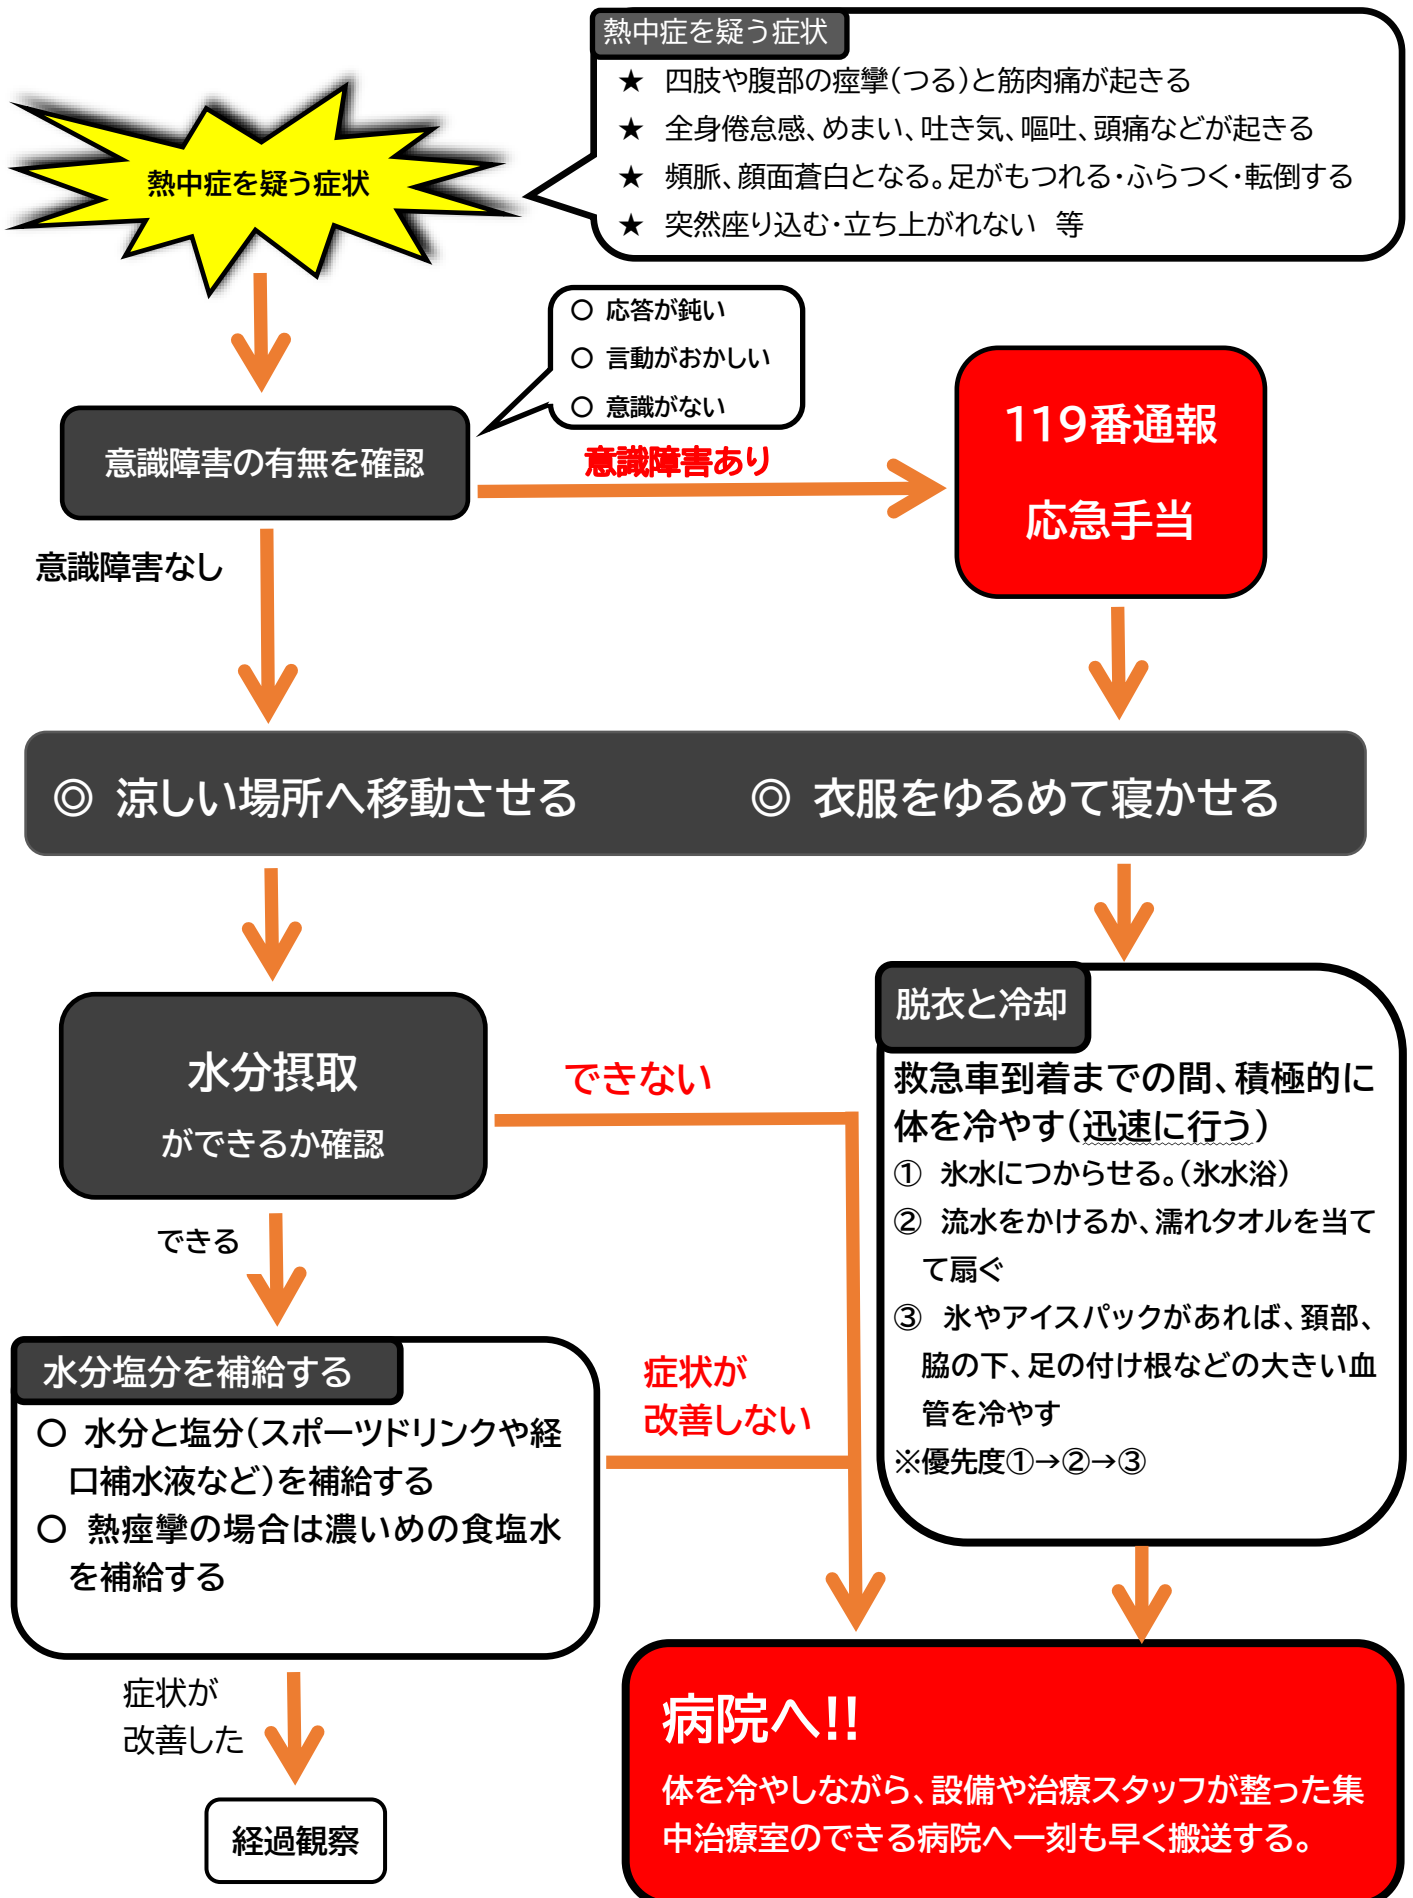 熱中症を疑う症状
★ 四肢や腹部の痙攣(つる)と筋肉痛が起きる
★ 全身倦怠感、めまい、吐き気、嘔吐、頭痛などが起きる
★ 頻脈、顔面蒼白となる。足がもつれる・ふらつく・転倒する
★ 突然座り込む・立ち上がれない 等
熱中症を疑う症状
○ 応答が鈍い
○ 言動がおかしい
○ 意識がない
意識障害の有無を確認
意識障害あり
119番通報
応急手当
意識障害なし
◎ 涼しい場所へ移動させる ◎ 衣服をゆるめて寝かせる
水分摂取
ができるか確認
できない
できる
脱衣と冷却
救急車到着までの間、積極的に
体を冷やす(迅速に行う)
① 氷水につからせる。(氷水浴)
② 流水をかけるか、濡れタオルを当て
て扇ぐ
③ 氷やアイスパックがあれば、頚部、
脇の下、足の付け根などの大きい血
管を冷やす
※優先度①→②→③
水分塩分を補給する
○ 水分と塩分(スポーツドリンクや経
口補水液など)を補給する
○ 熱痙攣の場合は濃いめの食塩水
を補給する
症状が
改善しない
症状が
改善した
経過観察
病院へ!!
体を冷やしながら、設備や治療スタッフが整った集
中治療室のできる病院へ一刻も早く搬送する。